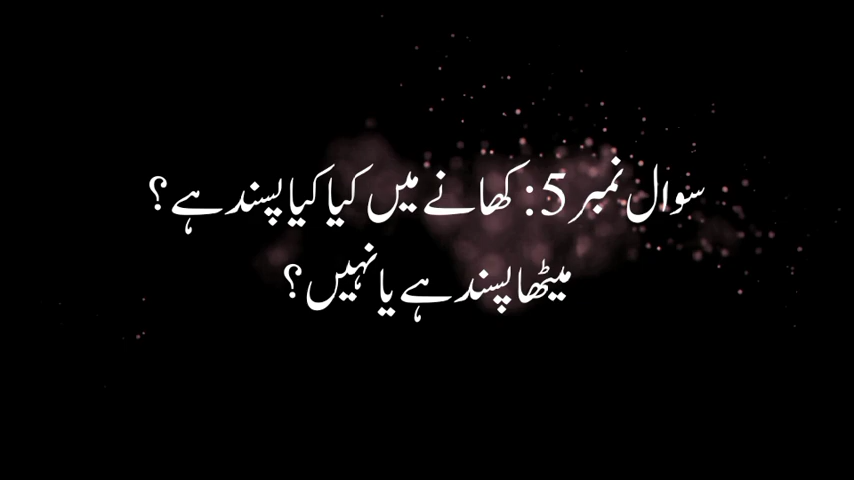 سوال نمبر 5: کھانے میں کیا کیا پسند ہے؟
میٹھا پسند ہے یا نہیں؟